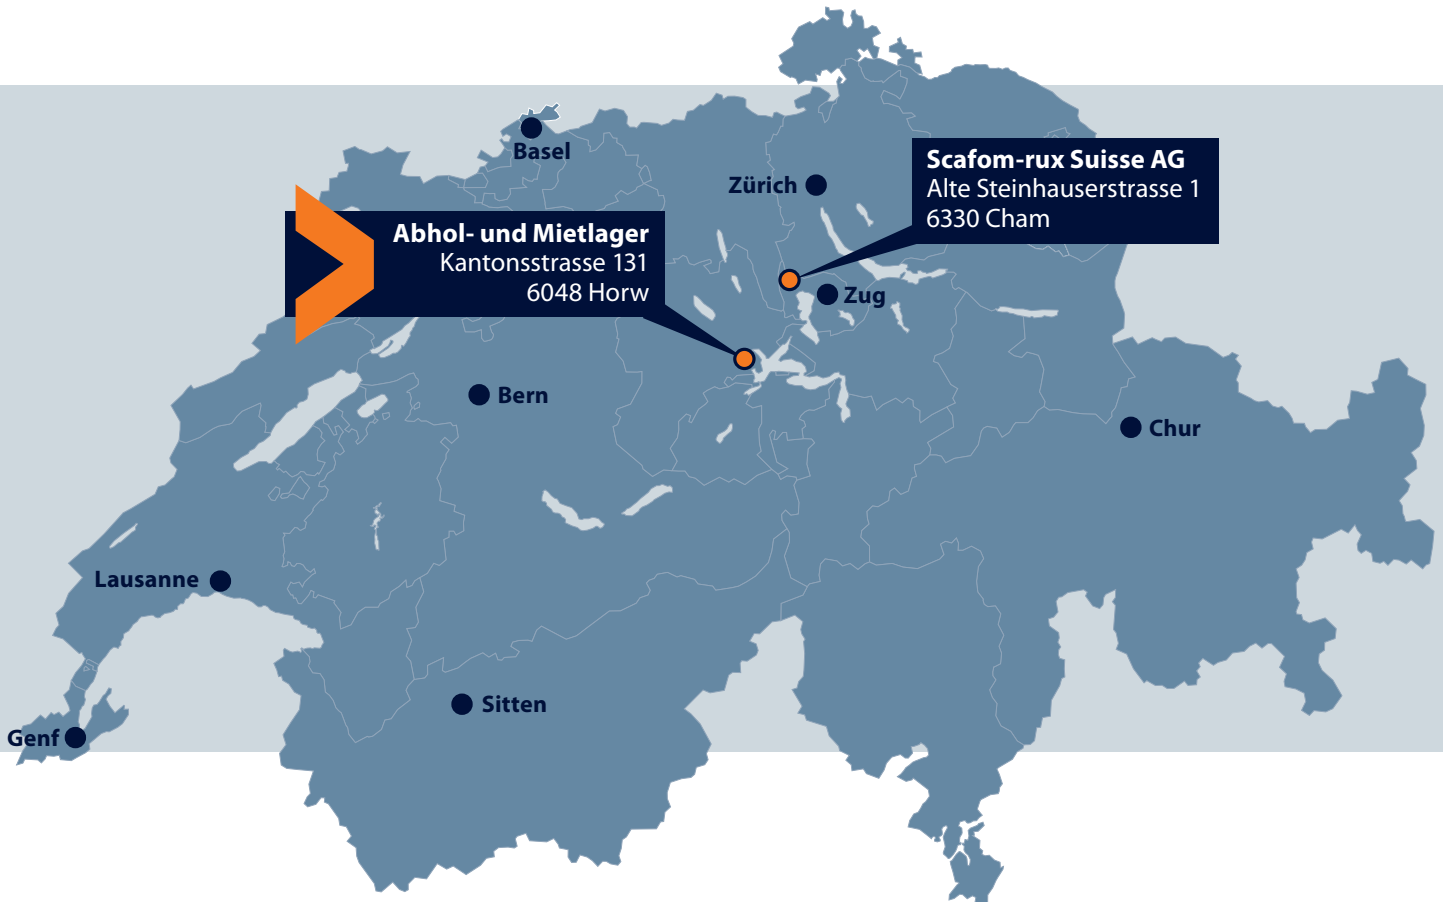 Basel
Zürich
Scafom-rux Suisse AG
Alte Steinhauserstrasse 1
6330 Cham
Abhol- und Mietlager
Kantonsstrasse 131
6048 Horw
Zug
Bern
Chur
Lausanne
Sitten
Genf